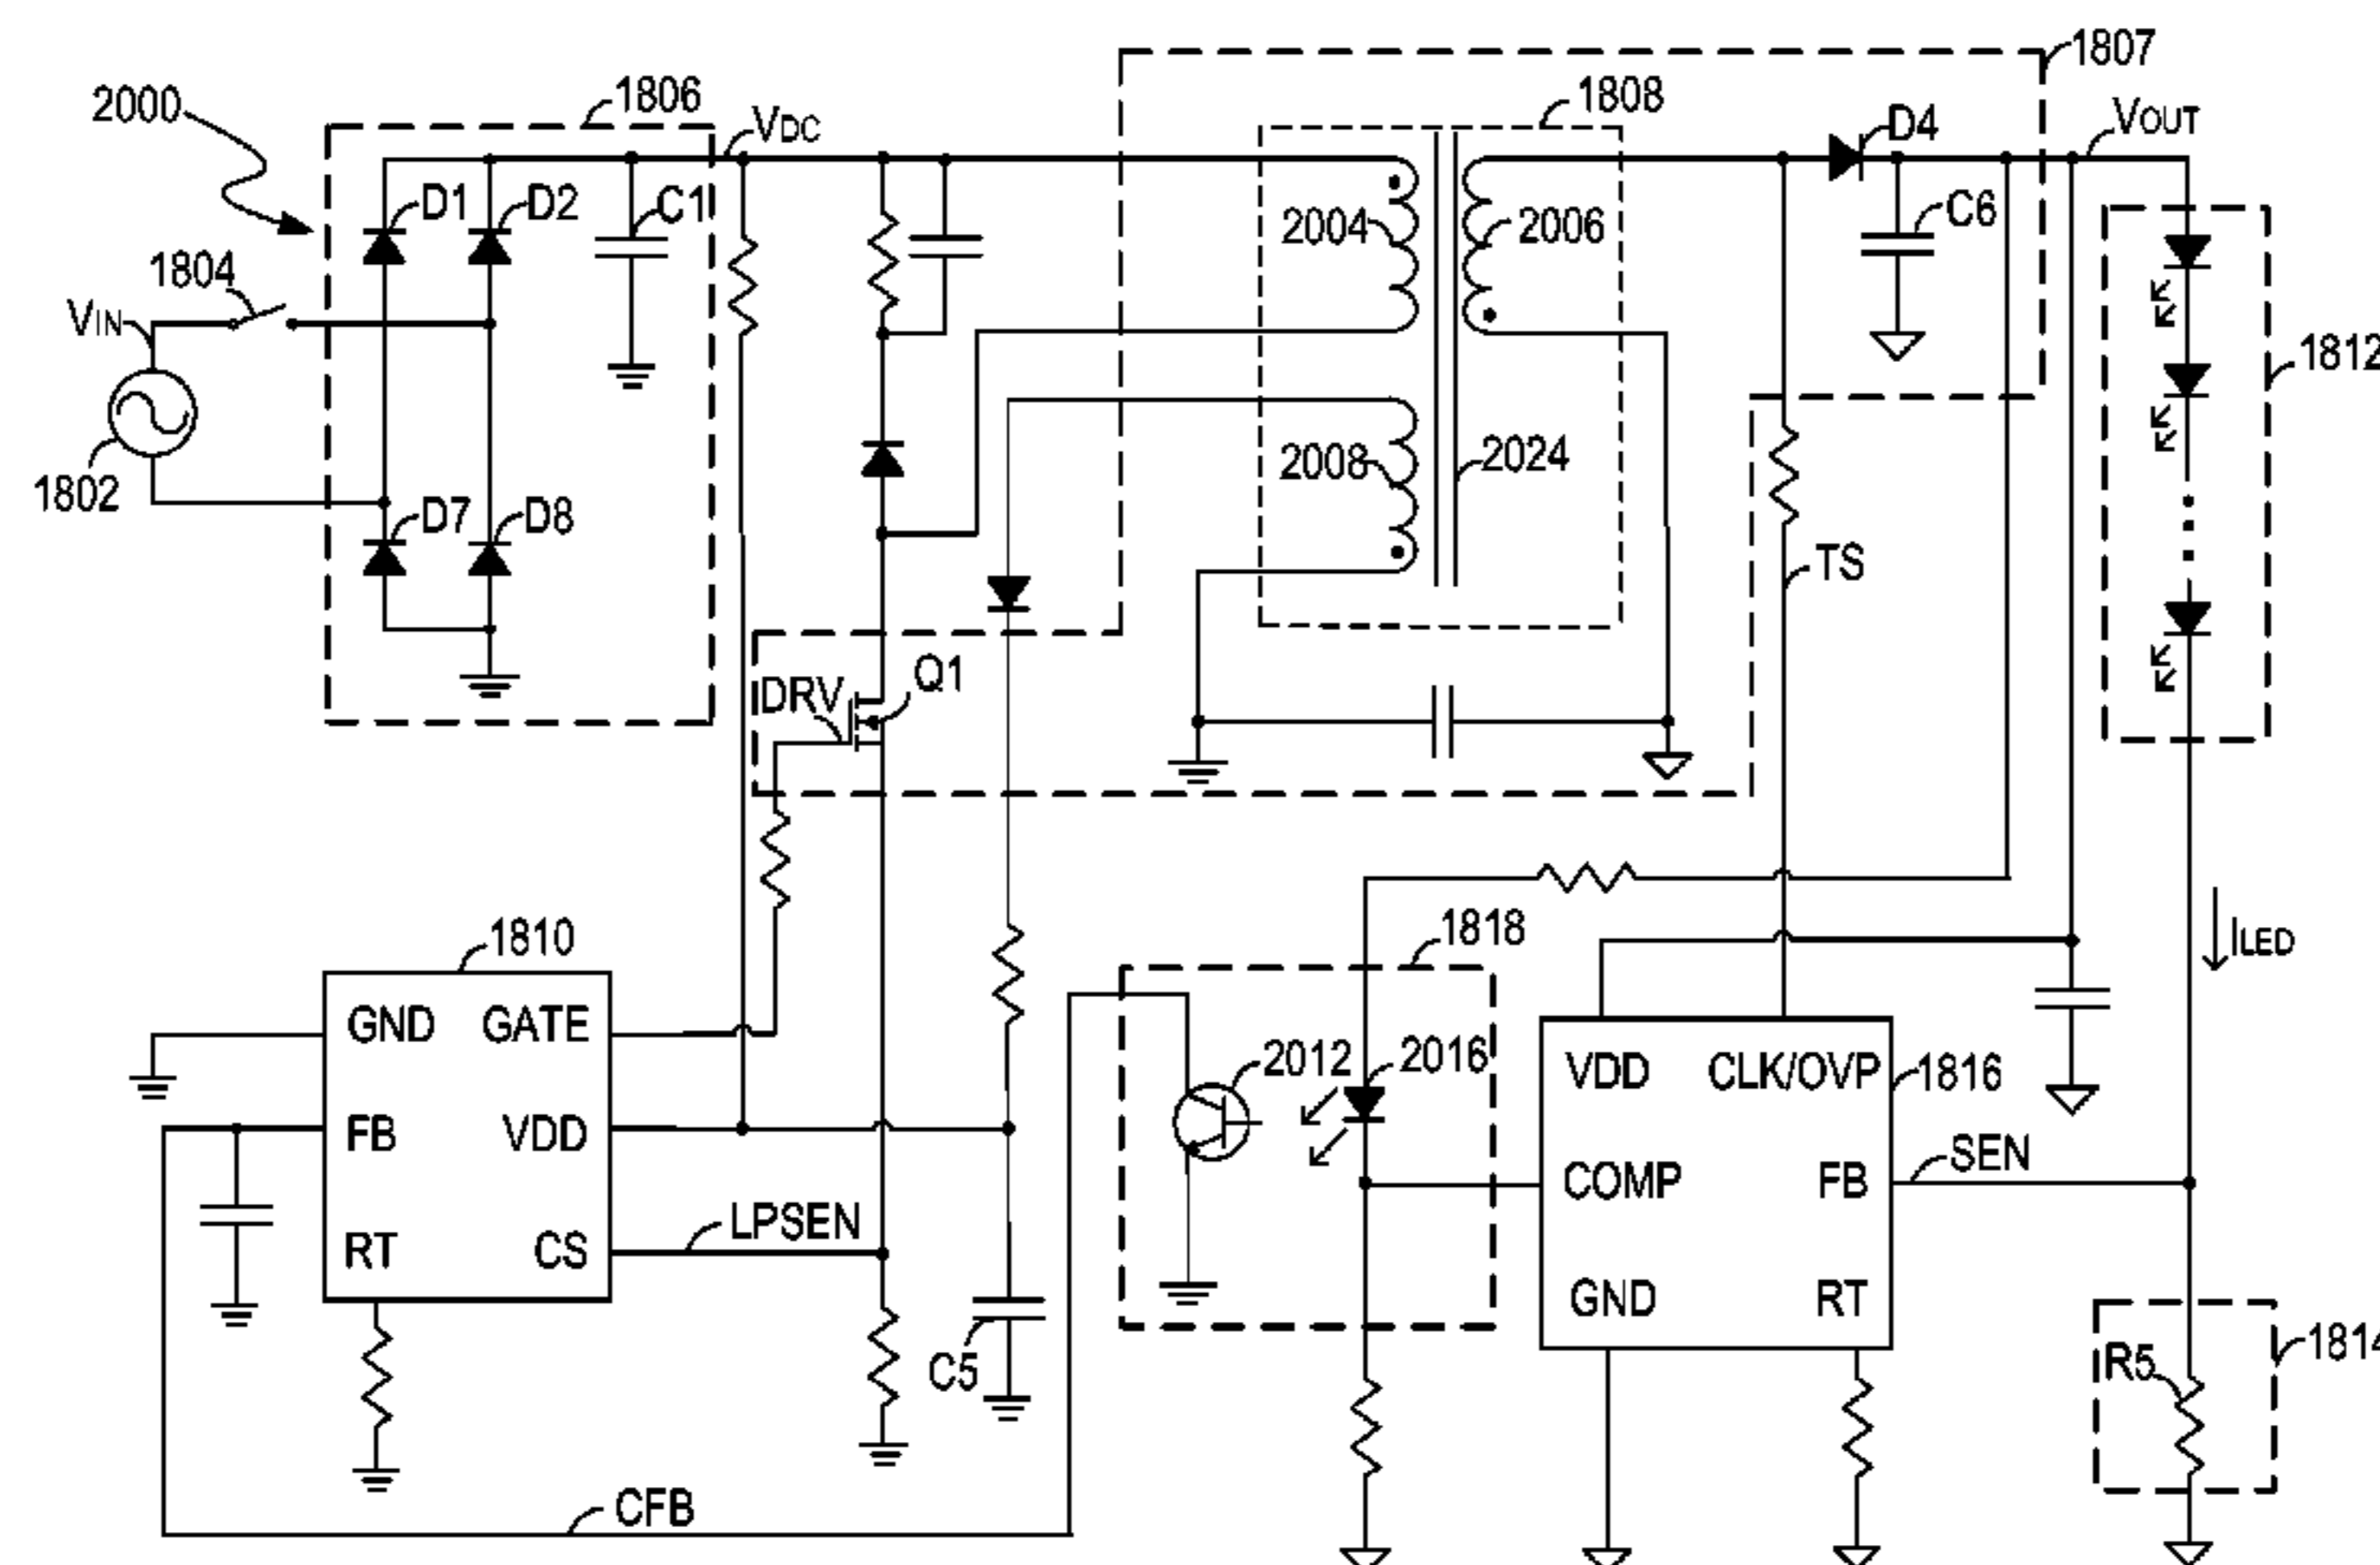 1807
2000
1806
VDC
1808
D4
VOUT
D1
D2
C1
2004
2006
C6
1804
VIN
1812
2008
2024
1802
D7
D8
TS
DRV
Q1
1810
1818
ILED
GND
GATE
2012
2016
VDD
CLK/OVP
1816
FB
VDD
COMP
FB
SEN
LPSEN
RT
CS
GND
RT
C5
R5
1814
CFB